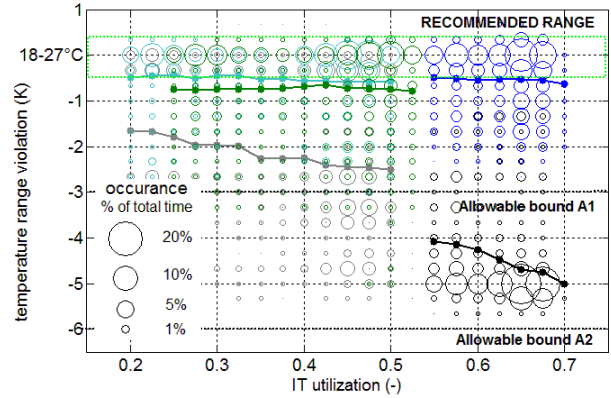 1
RECOMMENDED RANGE
18-27°C
-1
-2
-3
-4
-5
-6
temperature range violation (K)
occurance
% of total time
20%
10%
5%
1%
Allowable bound A1
Allowable bound A2
0.2
0.3
0.4
0.5
0.6
0.7
IT utilization (-)